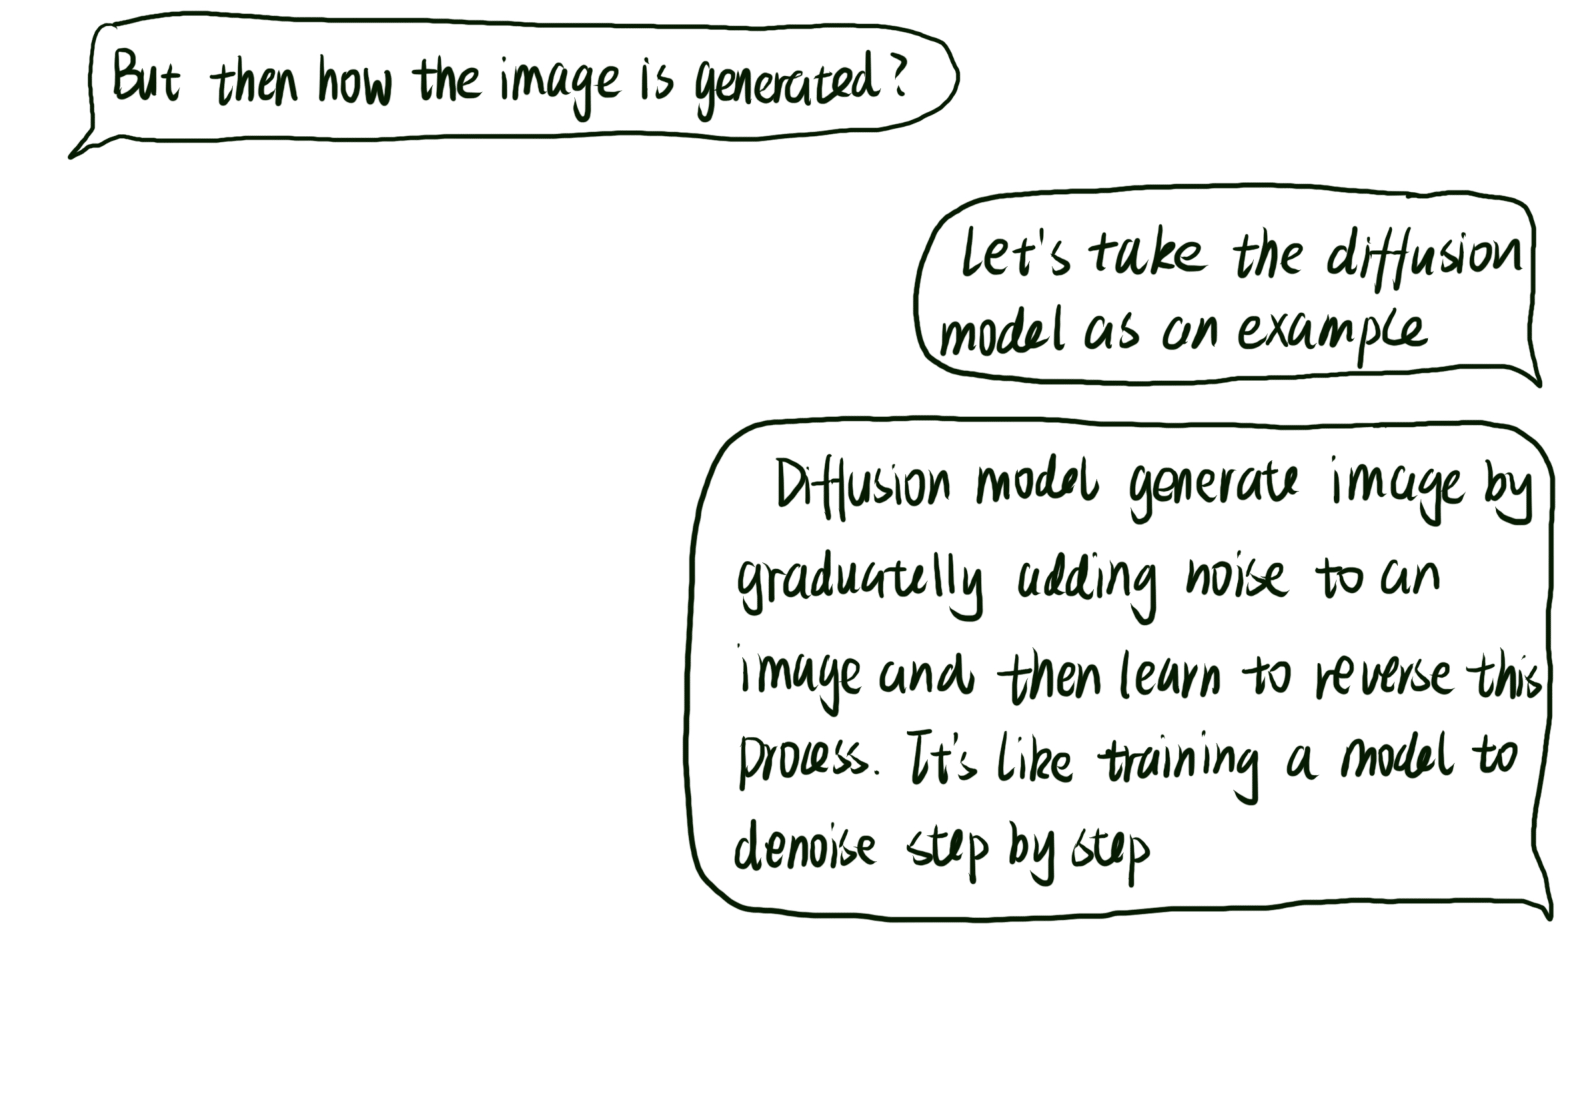 But then how the image is generated?
Let's take the diffusion
model as an example
Diffusion model generate image by
graduatelly adding noise to an
image and then learn to reverse this
process. It's like training a model to
denoise step by step